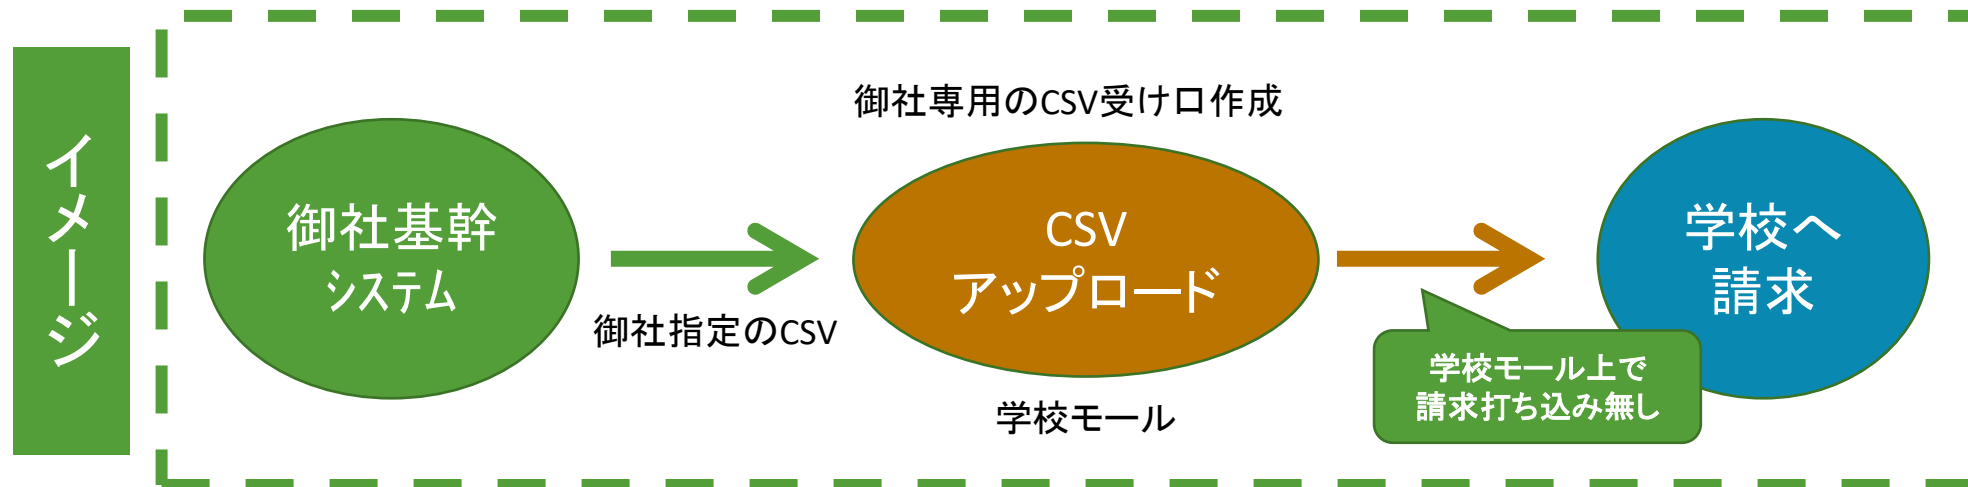 イメージ
御社基幹
システム
御社指定のCSV
御社専用のCSV受け口作成
CSV
アップロード
学校モール
学校モール上で
請求打ち込み無し
学校へ
請求